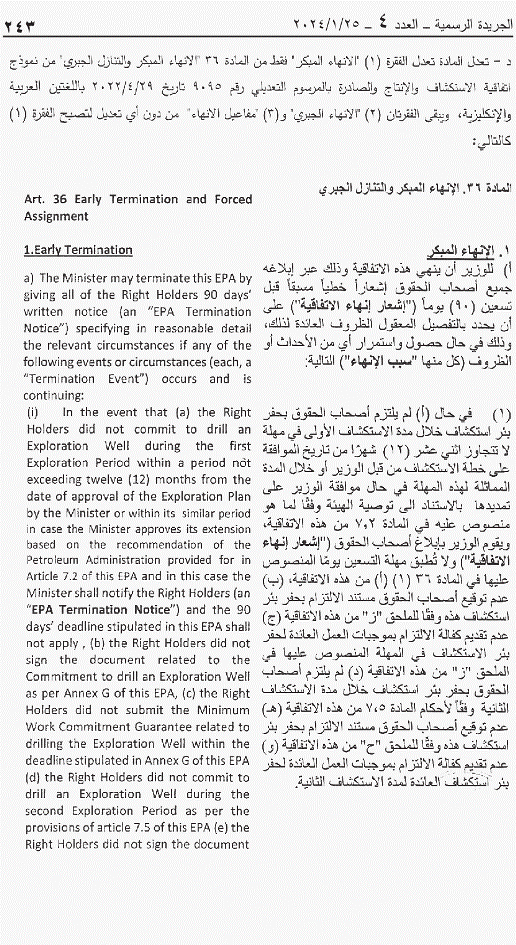 الجريدة الرسمية – العدد ٤ – ٢٠٢٤/١/٢٥
٢٤٣
د - تعدل المادة تعدل الفقرة (١) "الانهاء المبكر" فقط من المادة ٣٦ "الانهاء المبكر والتنازل الجبري" من نموذج
اتفاقية الاستكشاف والإنتاج والصادرة بالمرسوم التعديلي رقم ٩٠٩٥ تاريخ ٢٠٢٢/٤/٢٩ باللغتين العربية
والإنكليزية، ويبقى الفقرتان (٢) "الانهاء الجبري" و(٣) "مفاعيل الانهاء" من دون أي تعديل لتصبح الفقرة (١)
كالتالي:
Art. 36 Early Termination and Forced
Assignment
1.Early Termination
a) The Minister may terminate this EPA by
giving all of the Right Holders 90 days'
written notice (an "EPA Termination
Notice") specifying in reasonable detail
the relevant circumstances if any of the
following events or circumstances (each, a
"Termination Event") occurs and is
continuing:
(i) In the event that (a) the Right
Holders did not commit to drill an
Exploration Well during the first
Exploration Period within a period not
exceeding twelve (12) months from the
date of approval of the Exploration Plan
by the Minister or within its similar period
in case the Minister approves its extension
based on the recommendation of the
Petroleum Administration provided for in
Article 7.2 of this EPA and in this case the
Minister shall notify the Right Holders (an
"EPA Termination Notice") and the 90
days' deadline stipulated in this EPA shall
not apply , (b) the Right Holders did not
sign the document related to the
Commitment to drill an Exploration Well
as per Annex G of this EPA, (c) the Right
Holders did not submit the Minimum
Work Commitment Guarantee related to
drilling the Exploration Well within the
deadline stipulated in Annex G of this EPA
(d) the Right Holders did not commit to
drill an Exploration Well during the
second Exploration Period as per the
provisions of article 7.5 of this EPA (e) the
Right Holders did not sign the document
المادة ٣٦. الإنهاء المبكر والتنازل الجبري
١. الإنهاء المبكر
أ) للوزير أن ينهي هذه الاتفاقية وذلك عبر إبلاغه
جميع أصحاب الحقوق إشعاراً خطياً مسبقاً قبل
تسعين (٩٠) يوماً ("إشعار إنهاء الاتفاقية") على
أن يحدد بالتفصيل المعقول الظروف العائدة لذلك،
وذلك في حال حصول واستمرار أي من الأحداث أو
الظروف (كل منها "سبب الإنهاء") التالية:
(١) في حال (أ) لم يلتزم أصحاب الحقوق بحفر
بئر استكشاف خلال مدة الاستكشاف الأولى في مهلة
لا تتجاوز اثني عشر (١٢) شهرًا من تاريخ الموافقة
على خطة الاستكشاف من قبل الوزير أو خلال المدة
المماثلة لهذه المهلة في حال موافقة الوزير على
تمديدها بالاستناد الى توصية الهيئة وفقًا لما هو
منصوص عليه في المادة ٧،٢ من هذه الاتفاقية،
ويقوم الوزير بإبلاغ أصحاب الحقوق ("إشعار إنهاء
الاتفاقية") ولا تُطبق مهلة التسعين يومًا المنصوص
عليها في المادة ٣٦ (١) (أ) من هذه الاتفاقية، (ب)
عدم توقيع أصحاب الحقوق مستند الالتزام بحفر بئر
استكشاف هذه وفقًا للملحق "ز" من هذه الاتفاقية (ج)
عدم تقديم كفالة الالتزام بموجبات العمل العائدة لحفر
بئر الاستكشاف في المهلة المنصوص عليها في
الملحق "ز" من هذه الاتفاقية (د) لم يلتزم أصحاب
الحقوق بحفر بئر استكشاف خلال مدة الاستكشاف
الثانية وفقاً لأحكام المادة ٧،٥ من هذه الاتفاقية (هـ)
عدم توقيع أصحاب الحقوق مستند الالتزام بحفر بئر
استكشاف هذه وفقًا للملحق "ح" من هذه الاتفاقية (و)
عدم تقديم كفالة الالتزام بموجبات العمل العائدة لحفر
بئر استكشاف العائدة لمدة الاستكشاف الثانية.